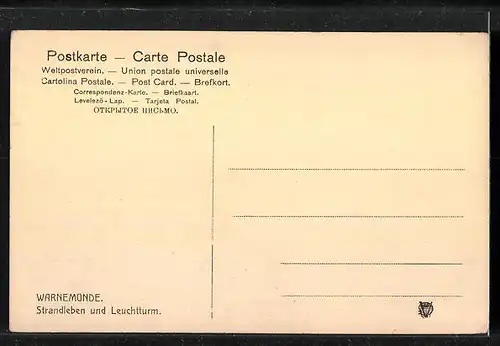 Postkarte — Carte Postale
Weltpostverein. — Union postale universelle
Cartolina Postale. — Post Card. — Brefkort.
Correspondenz-Karte. — Briefkaart.
Levelező-Lap. — Tarjeta Postal.
ОТКРЫТОЕ ПИСЬМО.
WARNEMÜNDE.
Strandleben und Leuchtturm.